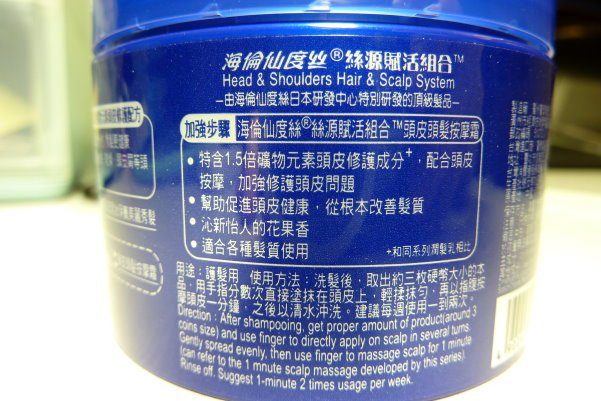 海倫仙度絲®絲源賦活組合™
Head & Shoulders Hair & Scalp System
—由海倫仙度絲日本研發中心特別研發的頂級髮品—
加強步驟 海倫仙度絲®絲源賦活組合™頭皮頭髮按摩霜
• 特含1.5倍礦物元素頭皮修護成分+，配合頭皮
按摩，加強修護頭皮問題
• 幫助促進頭皮健康，從根本改善髮質
• 沁新怡人的花果香
• 適合各種髮質使用
+和同系列潤髮乳相比
用途：護髮用 使用方法：洗髮後，取出約三枚硬幣大小的本
品，用手指分數次直接塗抹在頭皮上，輕揉抹勻，再以指腹按
摩頭皮一分鐘，之後以清水沖洗。建議每週使用一到兩次。
Direction : After shampooing, get proper amount of product(around 3
coins size) and use finger to directly apply on scalp in several turns.
Gently spread evenly, then use finger to massage scalp for 1 minute
(can refer to the 1 minute scalp massage developed by this series).
Rinse off. Suggest 1-minute 2 times usage per week.